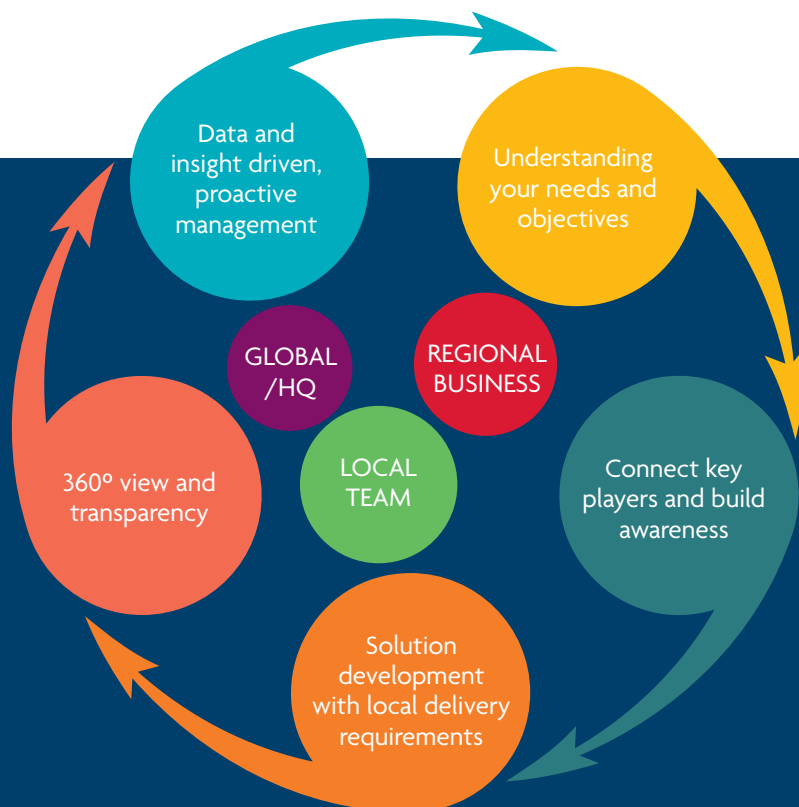 Data and
insight driven,
proactive
management
Understanding
your needs and
objectives
GLOBAL
/HQ
REGIONAL
BUSINESS
LOCAL
TEAM
360º view and
transparency
Connect key
players and build
awareness
Solution
development
with local delivery
requirements